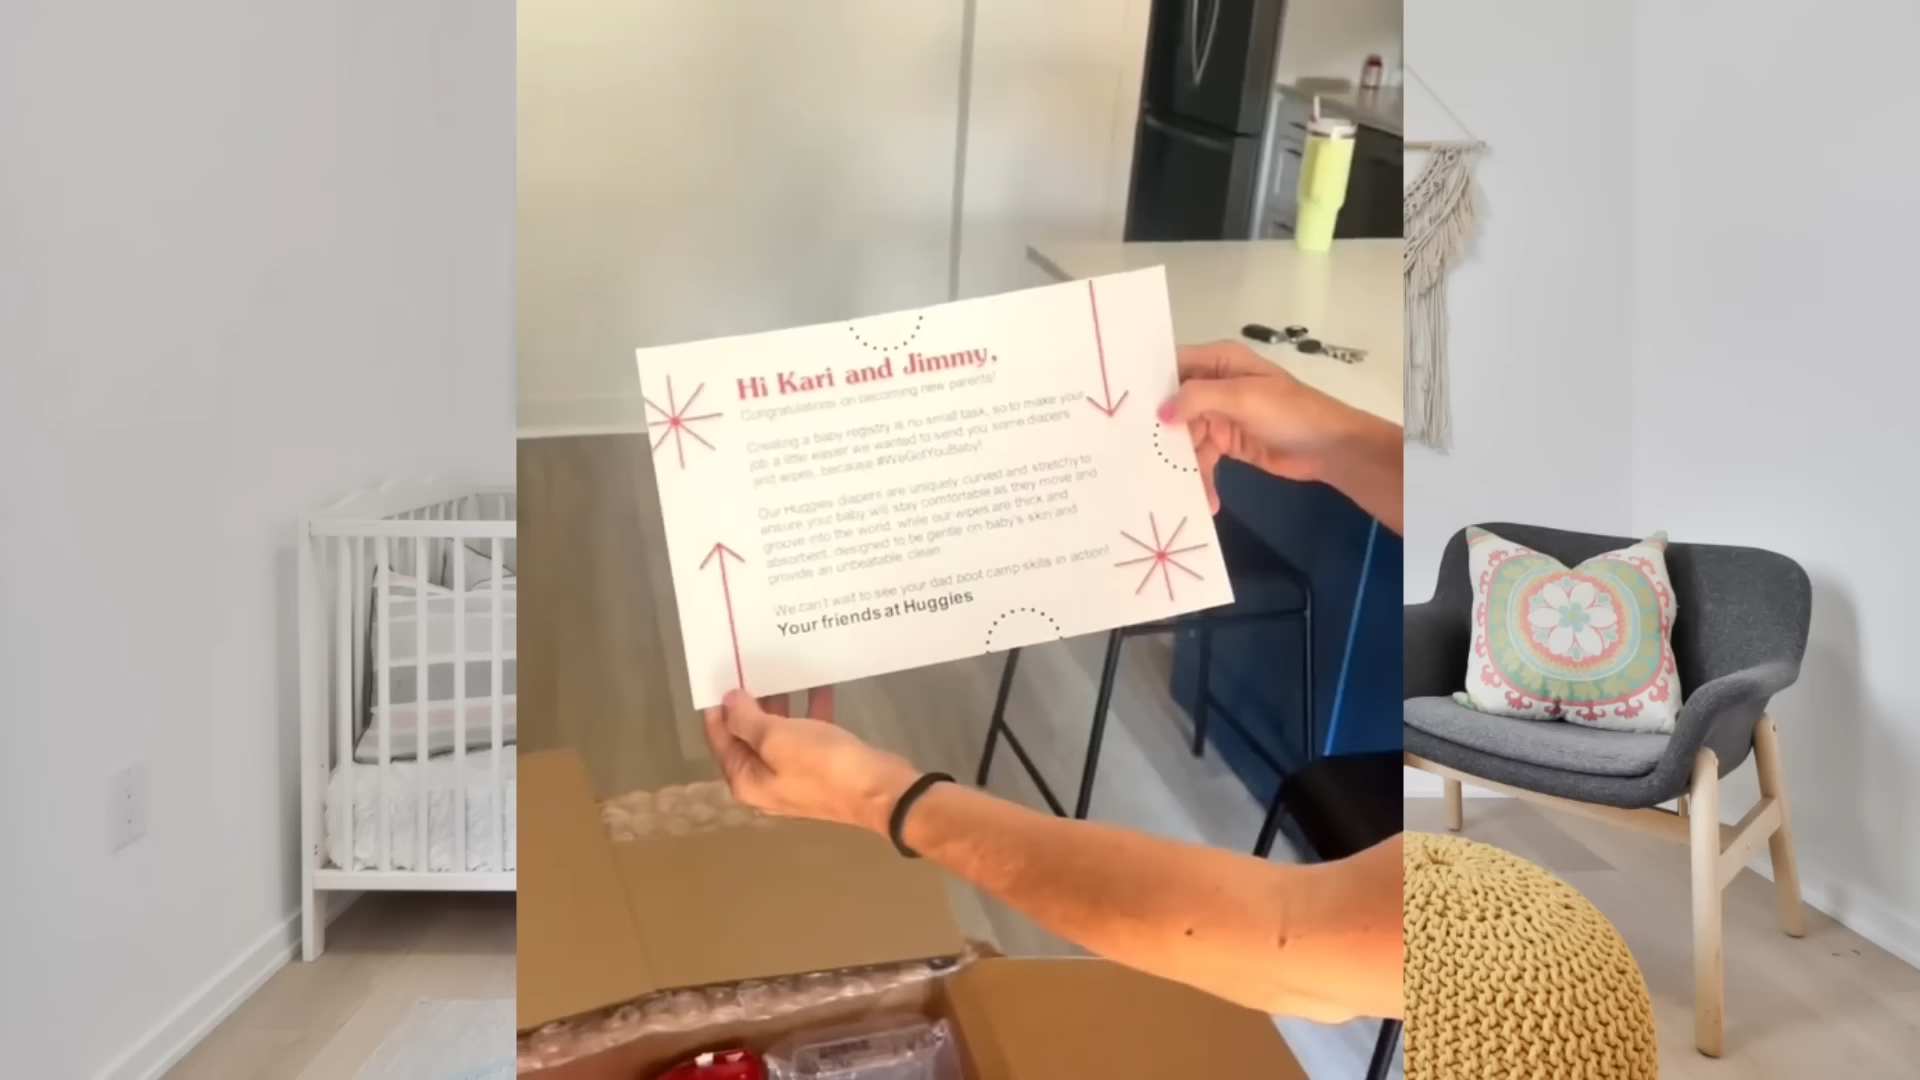 Hi Kari and Jimmy,
Congratulations on becoming new parents!
Creating a baby registry is no small task, so to make your
job a little easier we wanted to send you some diapers
and wipes, because #WeGotYouBaby!
Our Huggies diapers are uniquely curved and stretchy to
ensure your baby will stay comfortable as they move and
groove into the world, while our wipes are thick and
absorbent, designed to be gentle on baby's skin and
provide an unbeatable clean.
We can't wait to see your dad boot camp skills in action!
Your friends at Huggies